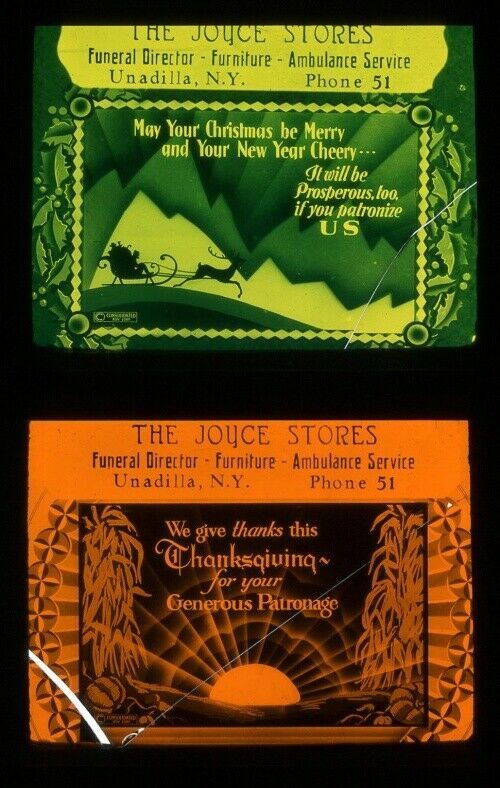 THE JOYCE STORES
Funeral Director - Furniture - Ambulance Service
Unadilla, N.Y. Phone 51
May Your Christmas be Merry
and Your New Year Cheery...
It will be
Prosperous, too,
if you patronize
US
© CONSOLIDATED
THE JOYCE STORES
Funeral Director - Furniture - Ambulance Service
Unadilla, N.Y. Phone 51
We give thanks this
Thanksgiving~
for your
Generous Patronage
© CONSOLIDATED